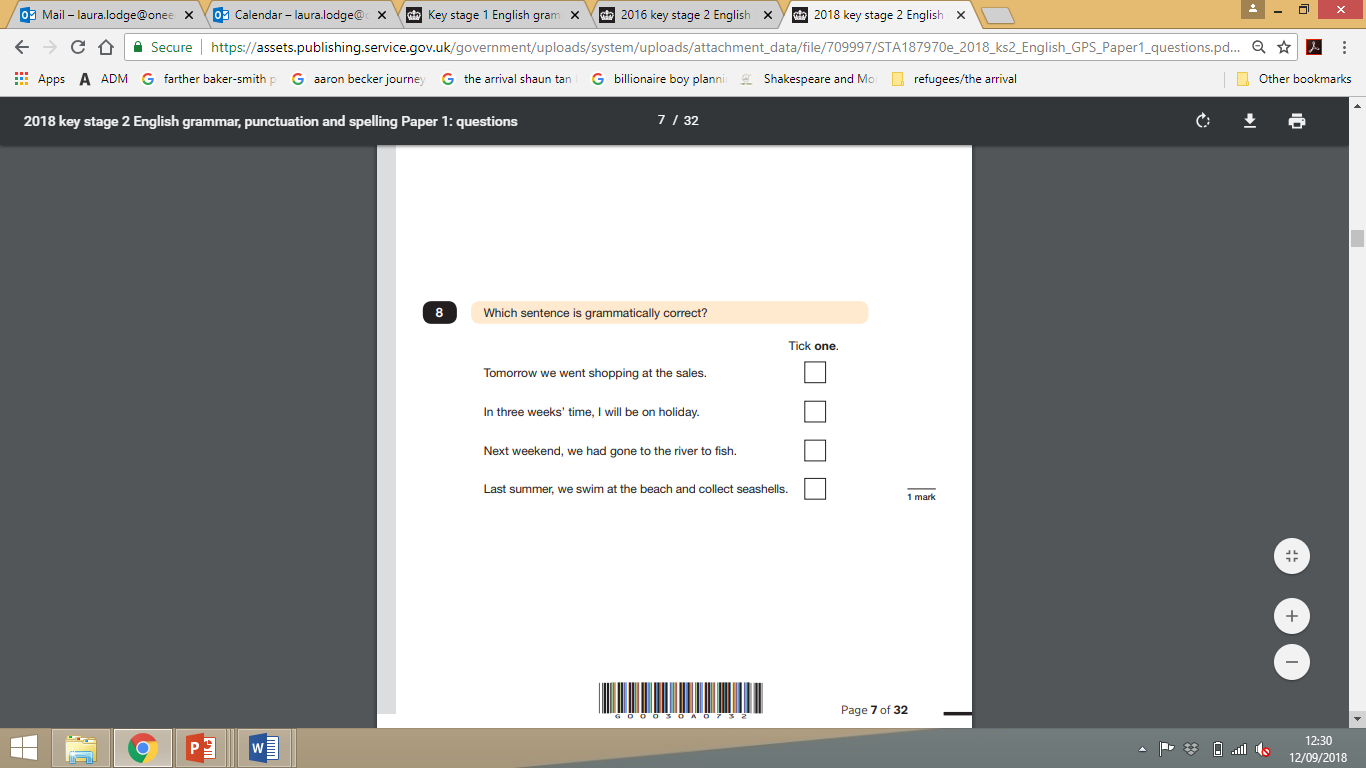 Mail – laura.lodge@onee
Calendar – laura.lodge@o
Key stage 1 English gram
2016 key stage 2 English
2018 key stage 2 English
Secure
https://assets.publishing.service.gov.uk/government/uploads/system/uploads/attachment_data/file/709997/STA187970e_2018_ks2_English_GPS_Paper1_questions.pd...
Apps
ADM
farther baker-smith p
aaron becker journey
the arrival shaun tan
billionaire boy planni
Shakespeare and Mo
refugees/the arrival
Other bookmarks
2018 key stage 2 English grammar, punctuation and spelling Paper 1: questions
7 / 32
8 Which sentence is grammatically correct?
Tick one.
Tomorrow we went shopping at the sales.
In three weeks’ time, I will be on holiday.
Next weekend, we had gone to the river to fish.
Last summer, we swim at the beach and collect seashells.
1 mark
G00030A0732
Page 7 of 32
12:30
12/09/2018